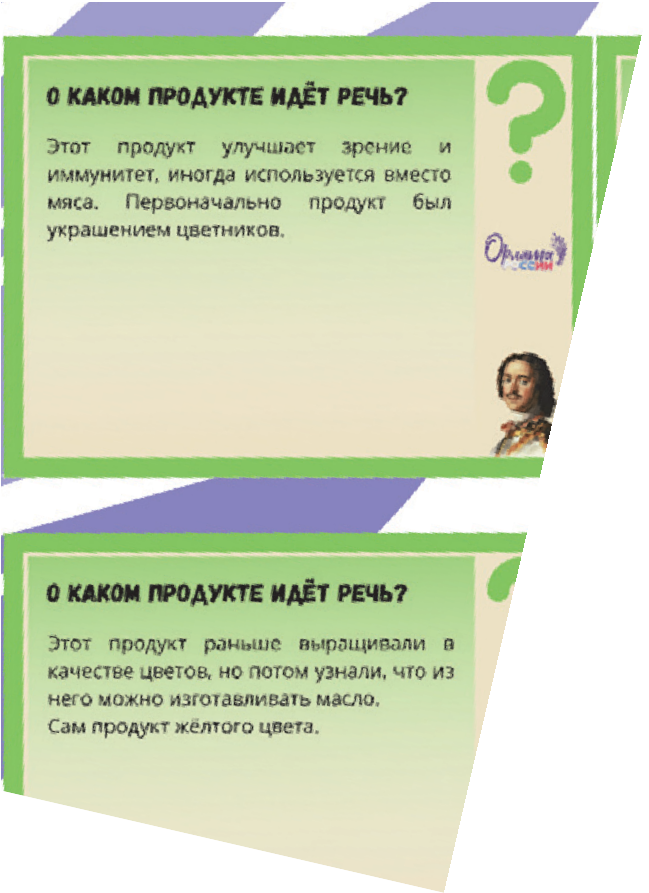 О КАКОМ ПРОДУКТЕ ИДЁТ РЕЧЬ?
Этот продукт улучшает зрение и
иммунитет, иногда используется вместо
мяса. Первоначально продукт был
украшением цветников.
?
Орлята
РОССИИ
О КАКОМ ПРОДУКТЕ ИДЁТ РЕЧЬ?
Этот продукт раньше выращивали в
качестве цветов, но потом узнали, что из
него можно изготавливать масло.
Сам продукт жёлтого цвета.